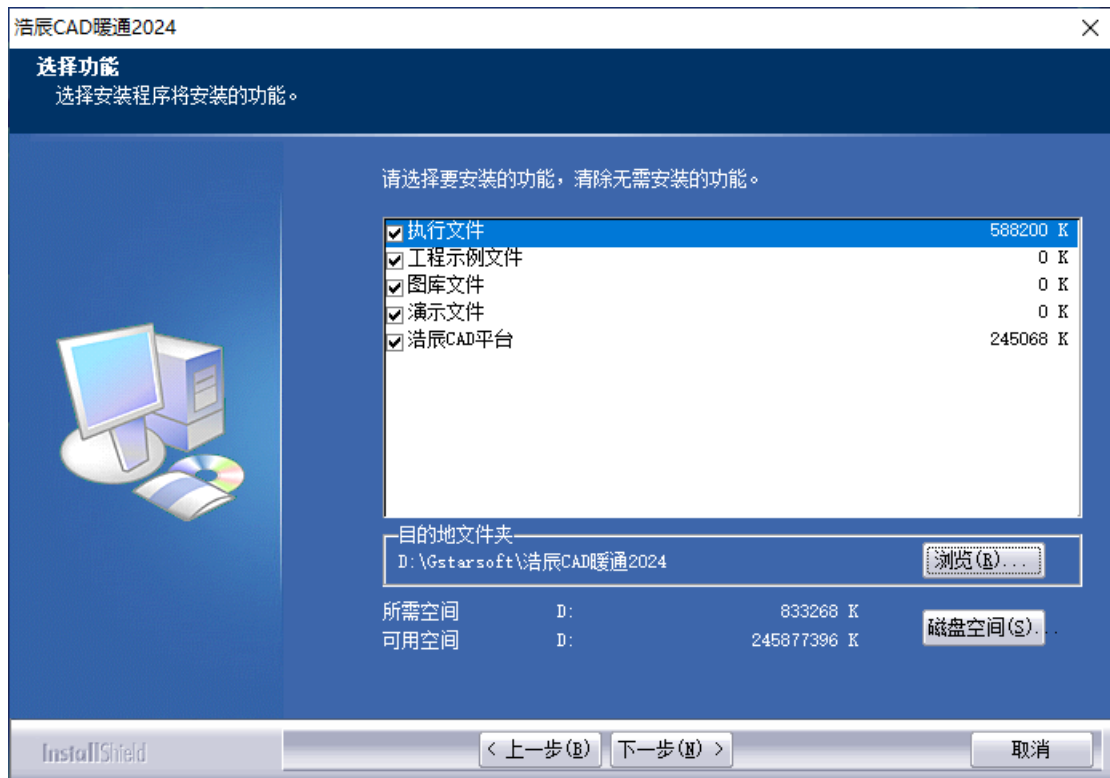 浩辰CAD暖通2024
选择功能
选择安装程序将安装的功能。
请选择要安装的功能，清除无需安装的功能。
执行文件 588200 K
工程示例文件 0 K
图库文件 0 K
演示文件 0 K
浩辰CAD平台 245068 K
目的地文件夹
D:\Gstarsoft\浩辰CAD暖通2024 浏览(R)...
所需空间 D: 833268 K
可用空间 D: 245877396 K
磁盘空间(S)...
InstallShield
< 上一步(B) 下一步(N) > 取消